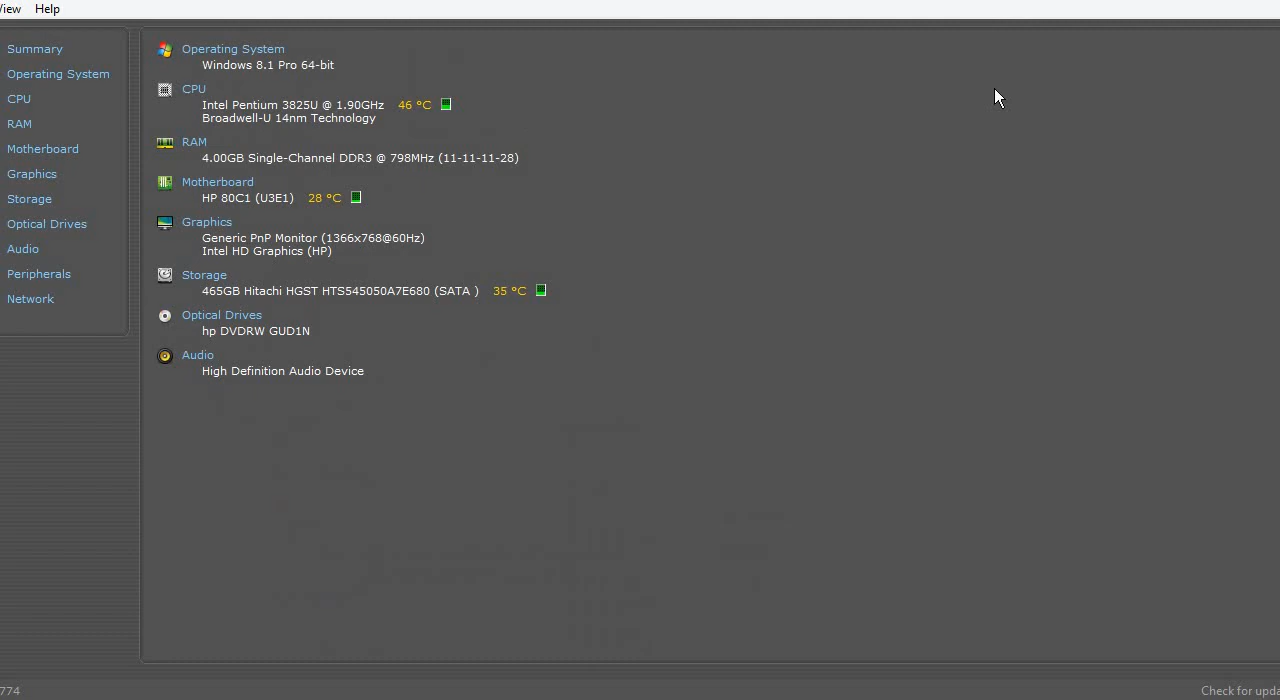 View Help
Summary
Operating System
CPU
RAM
Motherboard
Graphics
Storage
Optical Drives
Audio
Peripherals
Network
Operating System
Windows 8.1 Pro 64-bit
CPU
Intel Pentium 3825U @ 1.90GHz 46 °C
Broadwell-U 14nm Technology
RAM
4.00GB Single-Channel DDR3 @ 798MHz (11-11-11-28)
Motherboard
HP 80C1 (U3E1) 28 °C
Graphics
Generic PnP Monitor (1366x768@60Hz)
Intel HD Graphics (HP)
Storage
465GB Hitachi HGST HTS545050A7E680 (SATA ) 35 °C
Optical Drives
hp DVDRW GUD1N
Audio
High Definition Audio Device
774 Check for upda